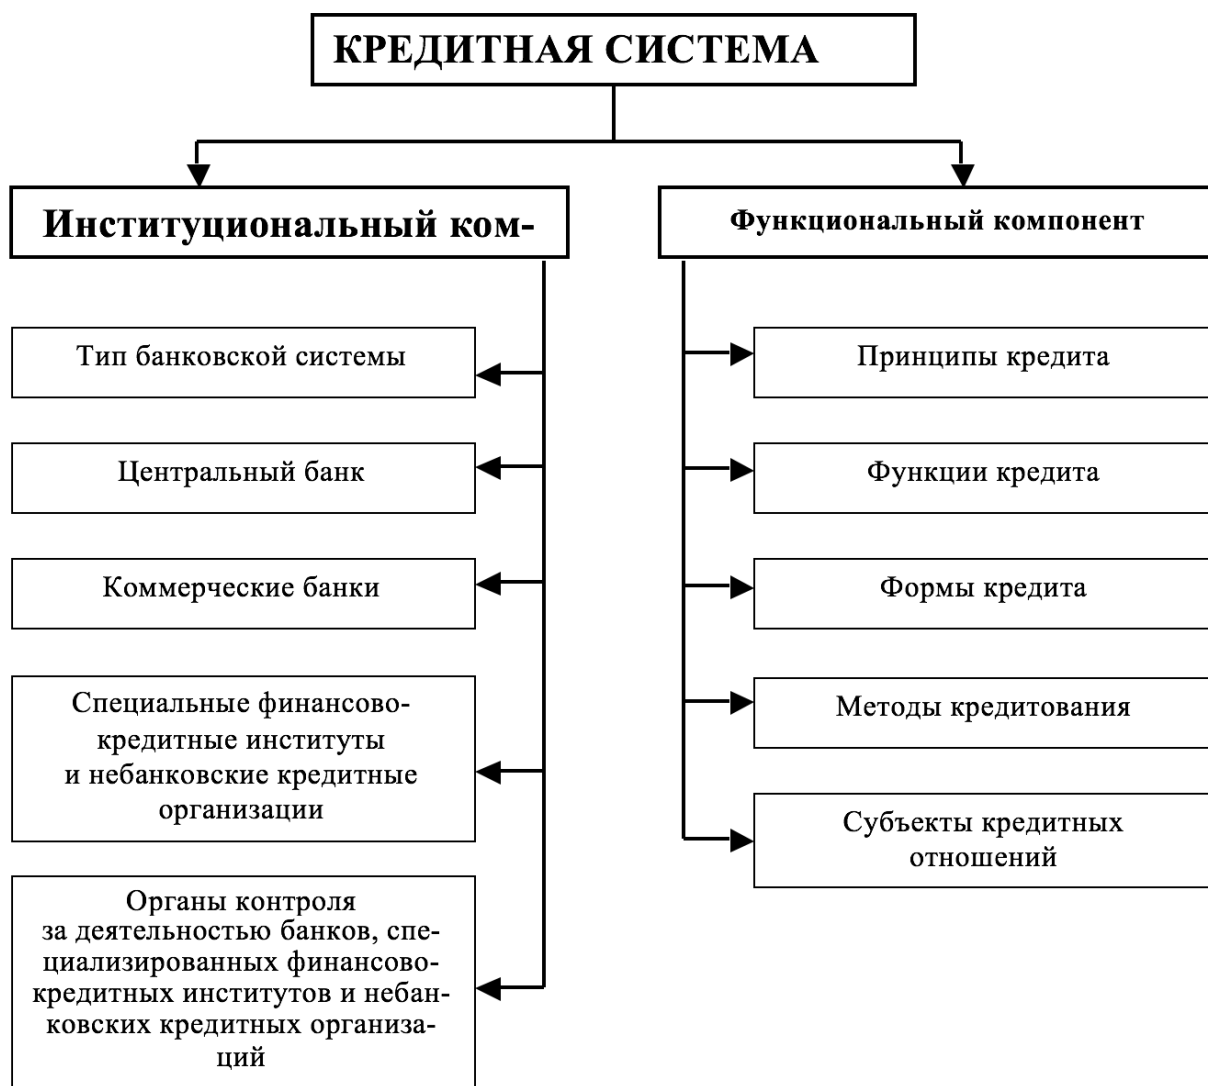 КРЕДИТНАЯ СИСТЕМА
Институциональный ком-
Функциональный компонент
Тип банковской системы
Центральный банк
Коммерческие банки
Специальные финансово-
кредитные институты
и небанковские кредитные
организации
Органы контроля
за деятельностью банков, спе-
циализированных финансово-
кредитных институтов и небан-
ковских кредитных организа-
ций
Принципы кредита
Функции кредита
Формы кредита
Методы кредитования
Субъекты кредитных
отношений